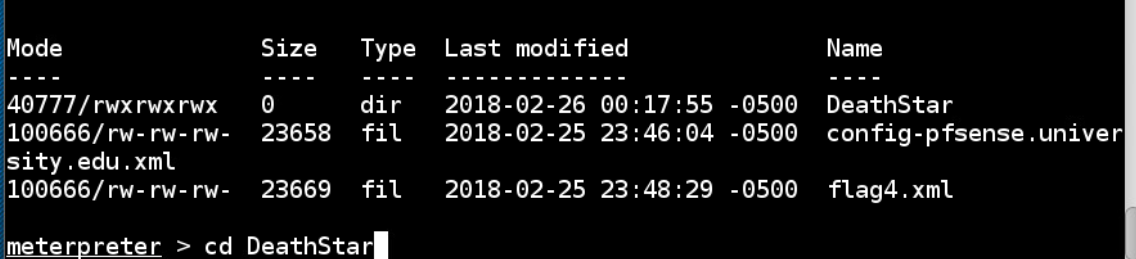 Mode Size Type Last modified Name
---- ---- ---- ------------- ----
40777/rwxrwxrwx 0 dir 2018-02-26 00:17:55 -0500 DeathStar
100666/rw-rw-rw- 23658 fil 2018-02-25 23:46:04 -0500 config-pfsense.univer
sity.edu.xml
100666/rw-rw-rw- 23669 fil 2018-02-25 23:48:29 -0500 flag4.xml
meterpreter > cd DeathStar